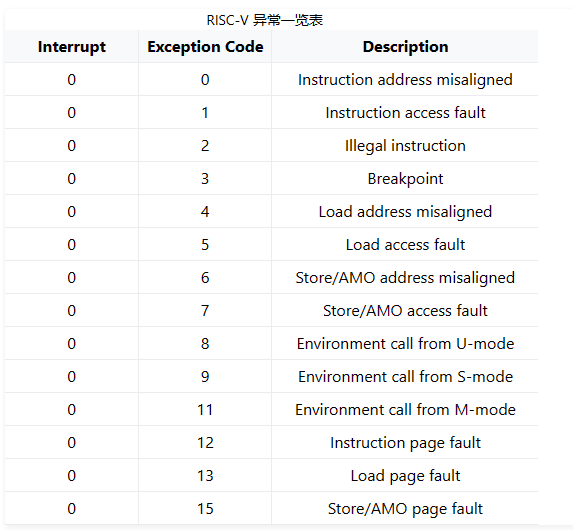 RISC-V 异常一览表
Interrupt Exception Code Description
0 0 Instruction address misaligned
0 1 Instruction access fault
0 2 Illegal instruction
0 3 Breakpoint
0 4 Load address misaligned
0 5 Load access fault
0 6 Store/AMO address misaligned
0 7 Store/AMO access fault
0 8 Environment call from U-mode
0 9 Environment call from S-mode
0 11 Environment call from M-mode
0 12 Instruction page fault
0 13 Load page fault
0 15 Store/AMO page fault